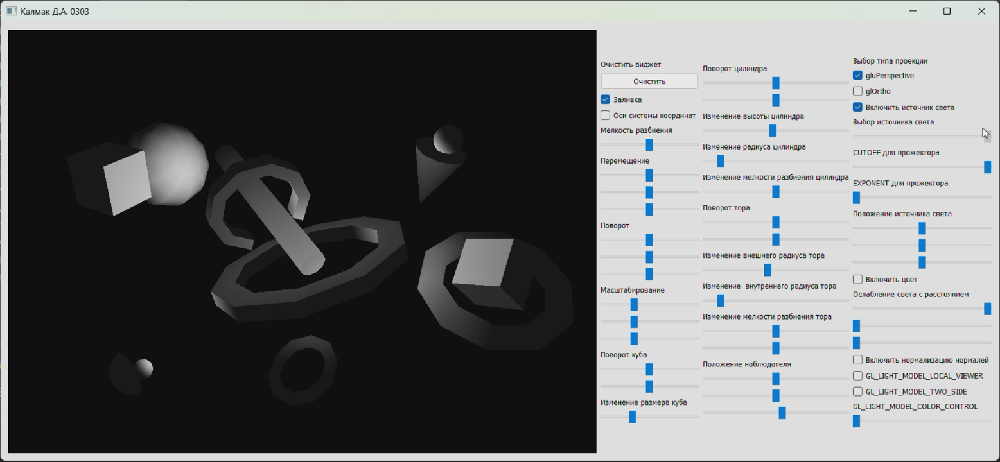 Калмак Д.А. 0303
Очистить виджет
Очистить
Заливка
Оси системы координат
Мелкость разбиения
Перемещение
Поворот
Масштабирование
Поворот куба
Изменение размера куба
Поворот цилиндра
Изменение высоты цилиндра
Изменение радиуса цилиндра
Изменение мелкости разбиения цилиндра
Поворот тора
Изменение внешнего радиуса тора
Изменение внутреннего радиуса тора
Изменение мелкости разбиения тора
Положение наблюдателя
Выбор типа проекции
gluPerspective
glOrtho
Включить источник света
Выбор источника света
CUTOFF для прожектора
EXPONENT для прожектора
Положение источника света
Включить цвет
Ослабление света с расстоянием
Включить нормализацию нормалей
GL_LIGHT_MODEL_LOCAL_VIEWER
GL_LIGHT_MODEL_TWO_SIDE
GL_LIGHT_MODEL_COLOR_CONTROL